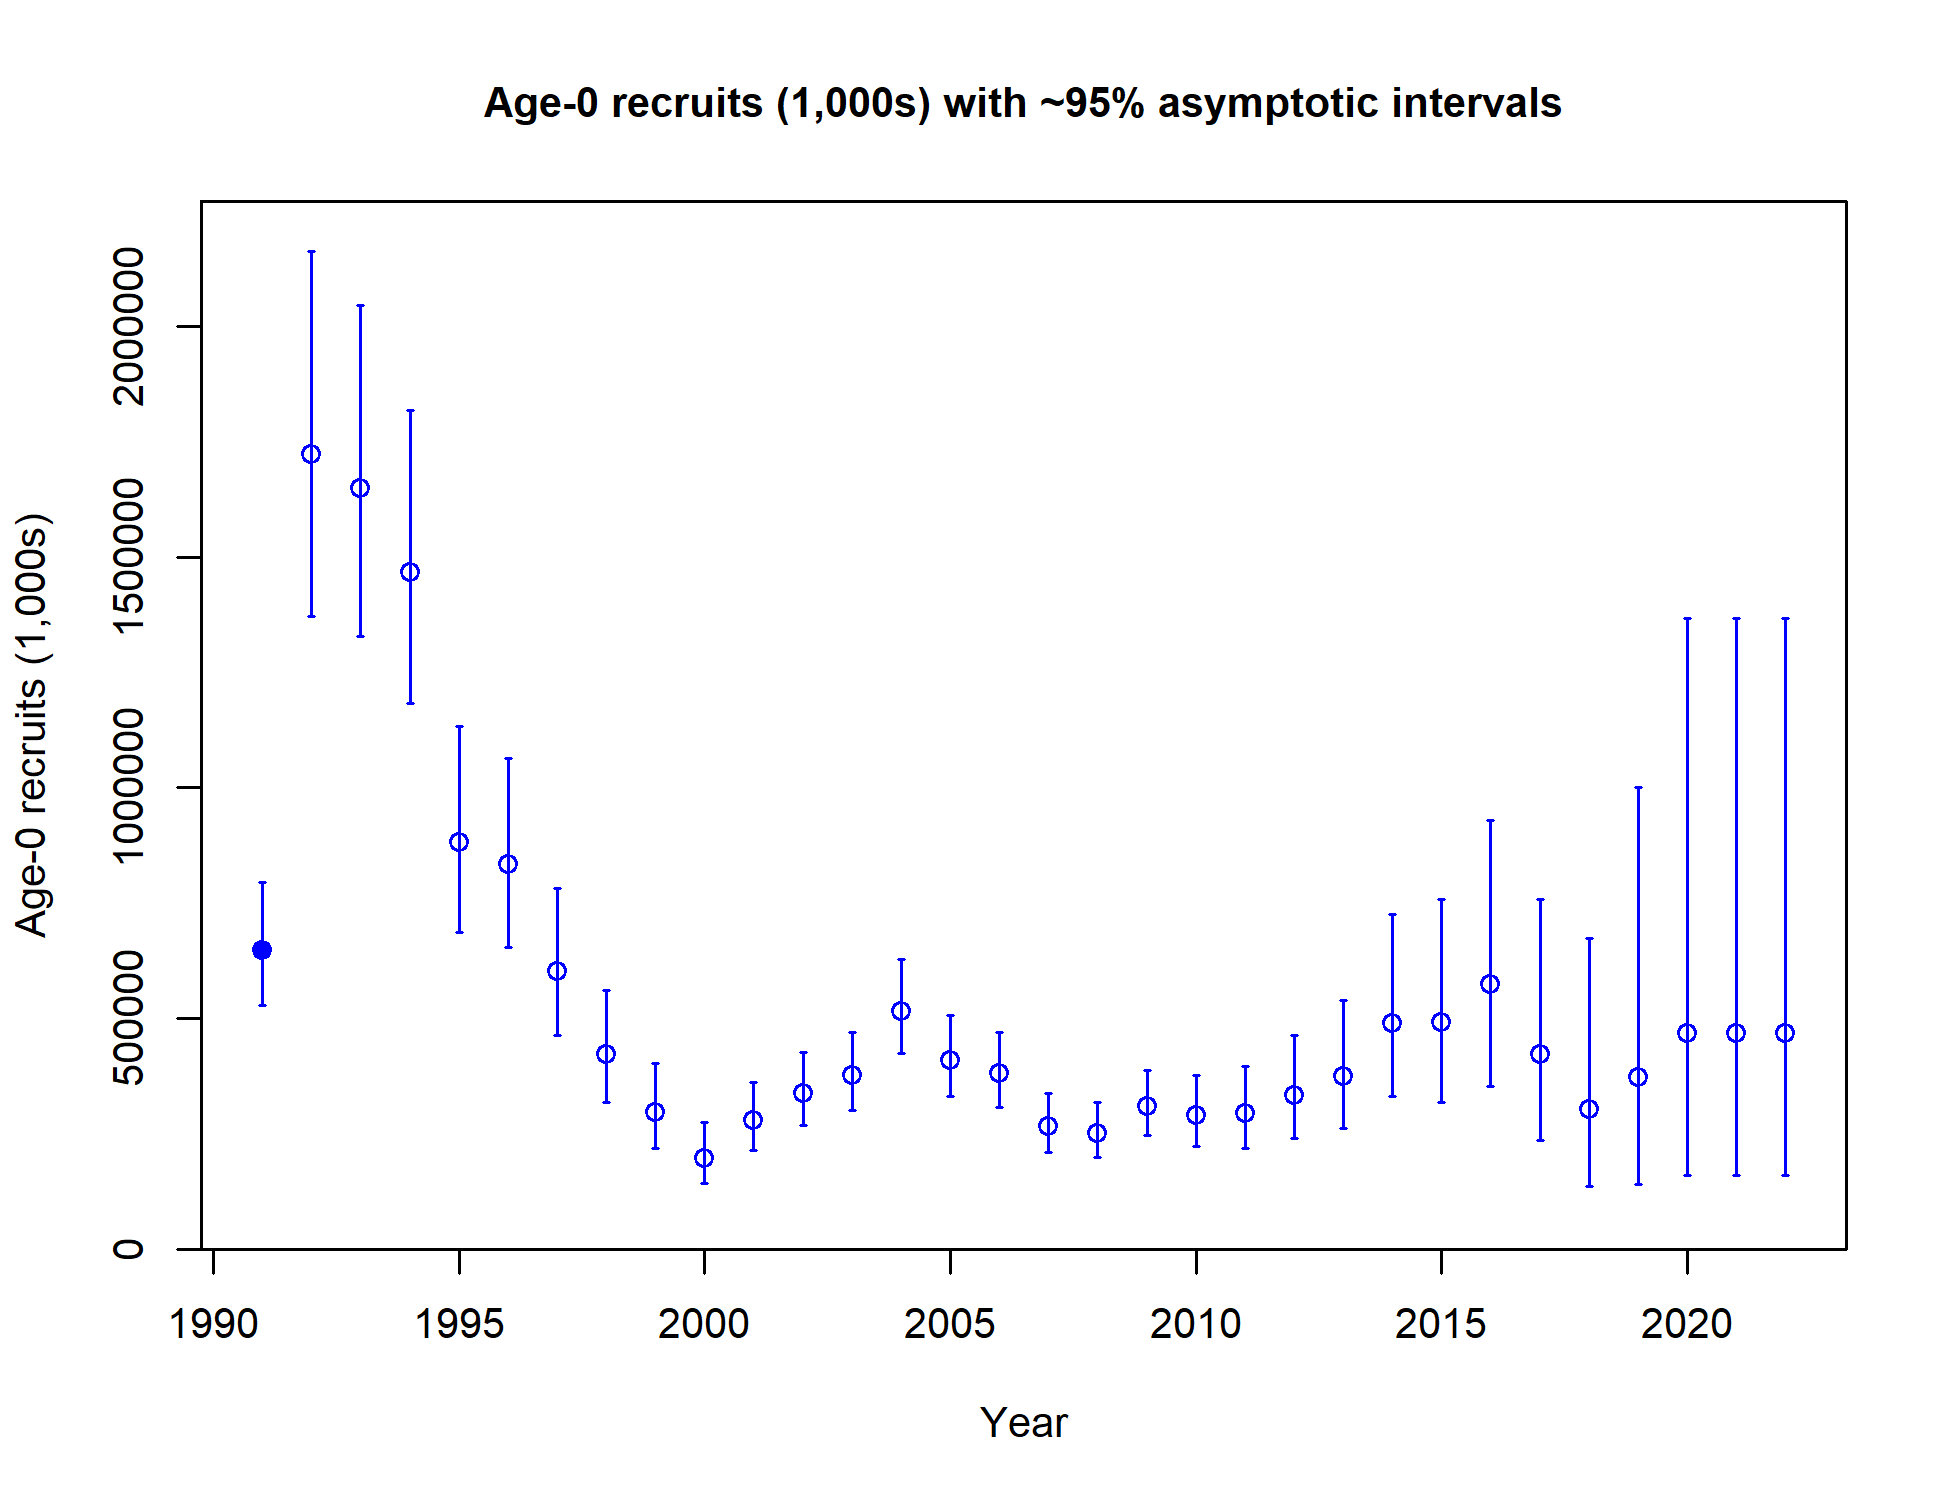 Age-0 recruits (1,000s) with ~95% asymptotic intervals
Age-0 recruits (1,000s)
2000000
1500000
1000000
500000
0
1990 1995 2000 2005 2010 2015 2020
Year